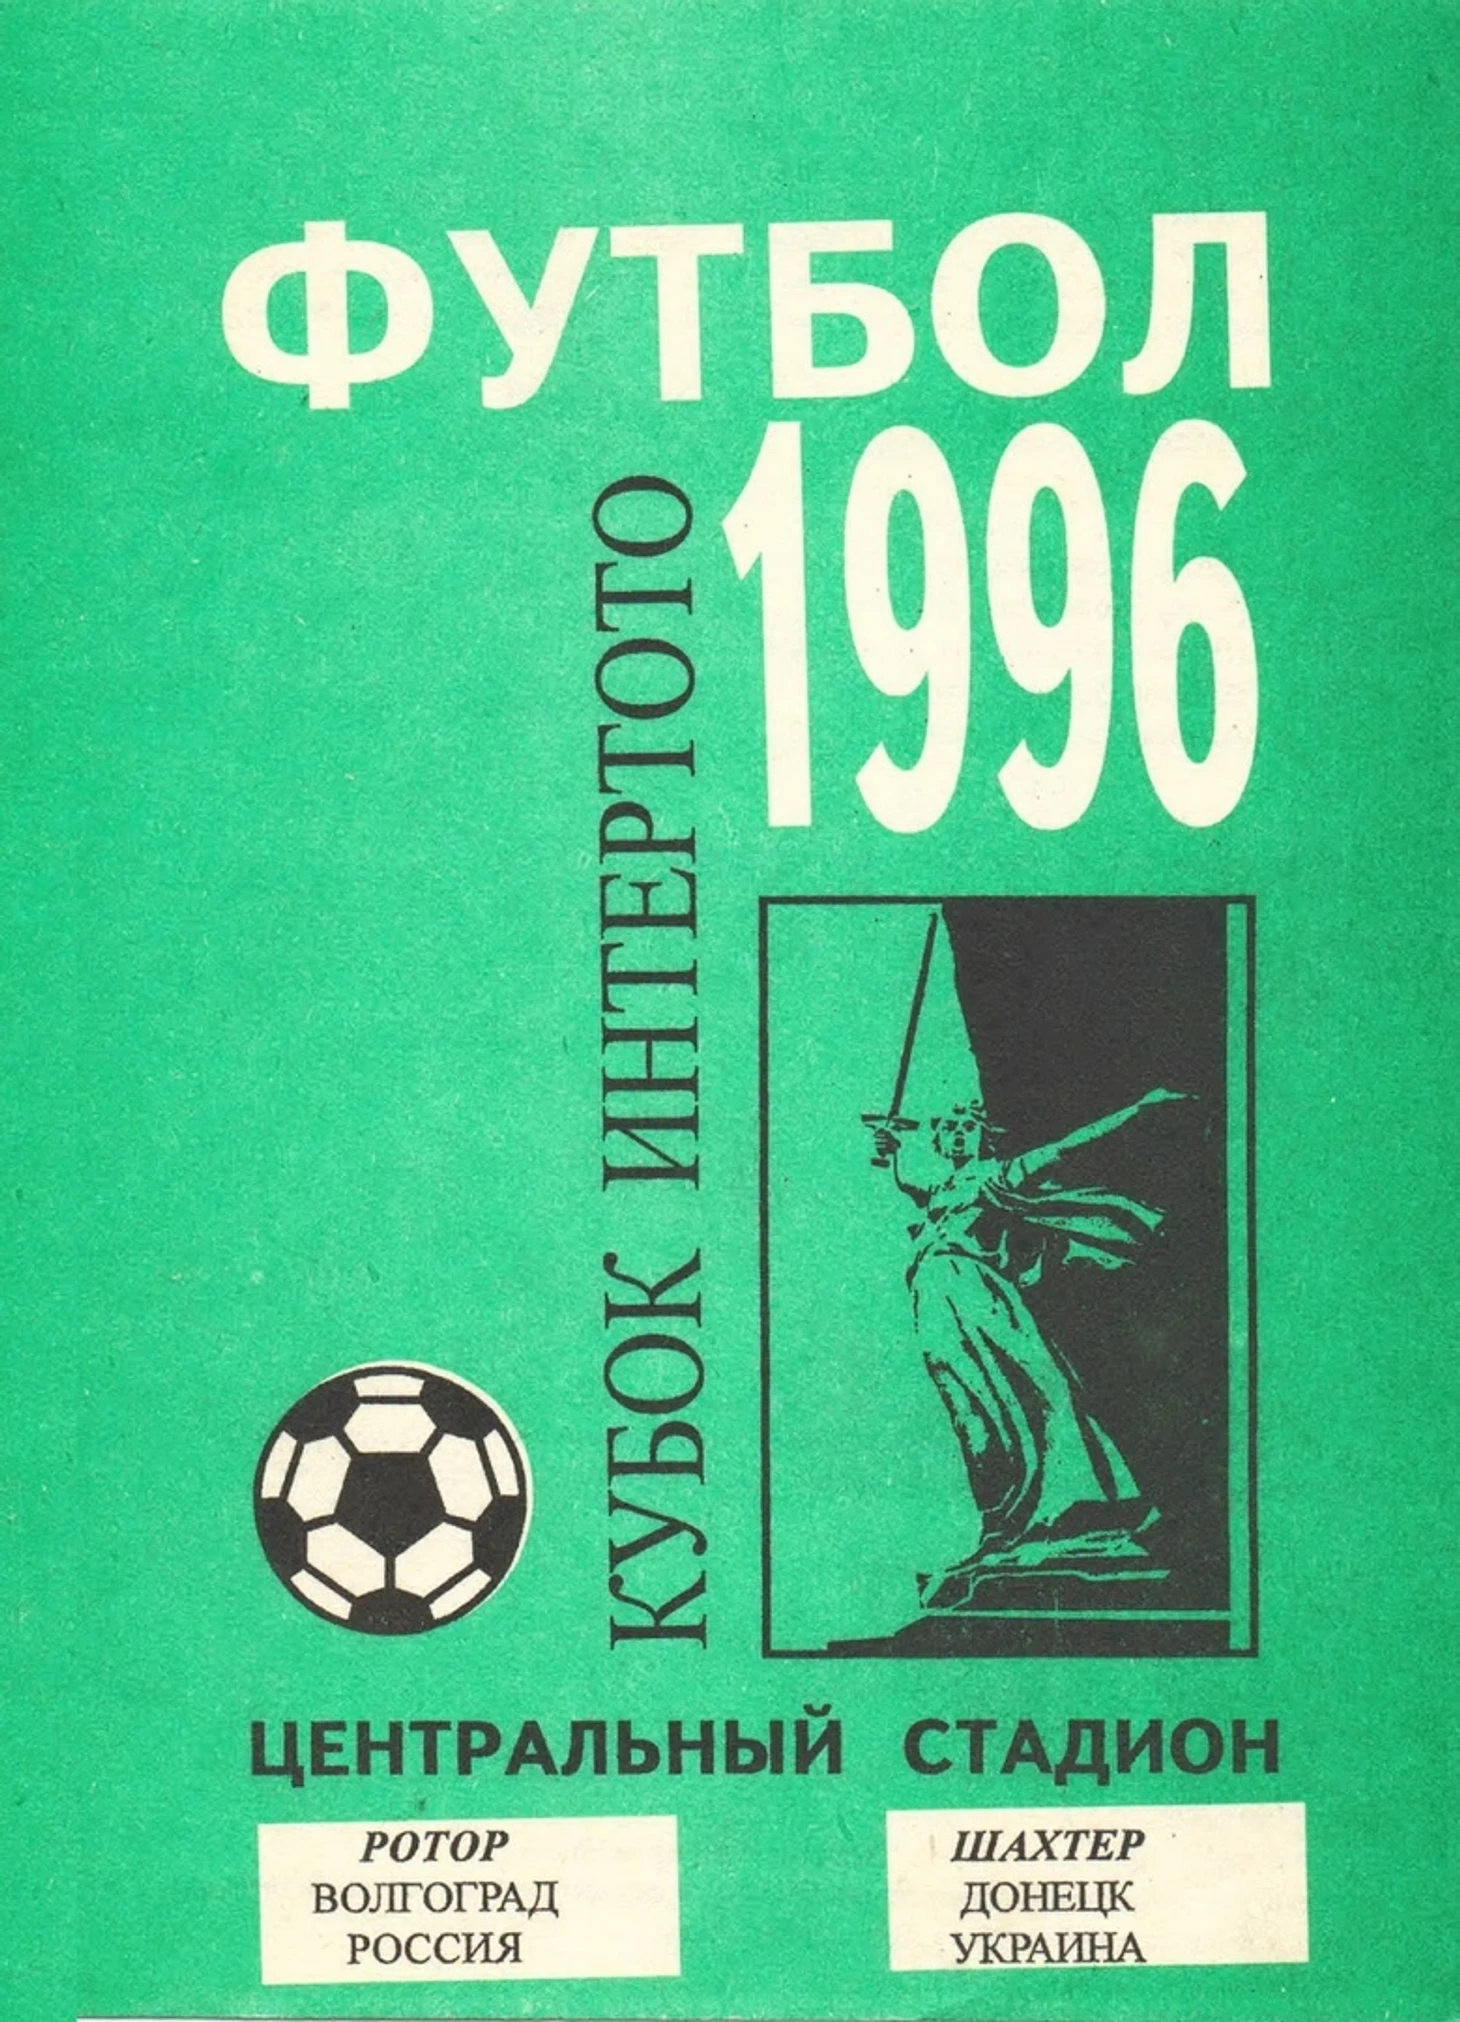 ФУТБОЛ
1996
КУБОК ИНТЕРТОТО
ЦЕНТРАЛЬНЫЙ СТАДИОН
РОТОР
ВОЛГОГРАД
РОССИЯ
ШАХТЕР
ДОНЕЦК
УКРАИНА